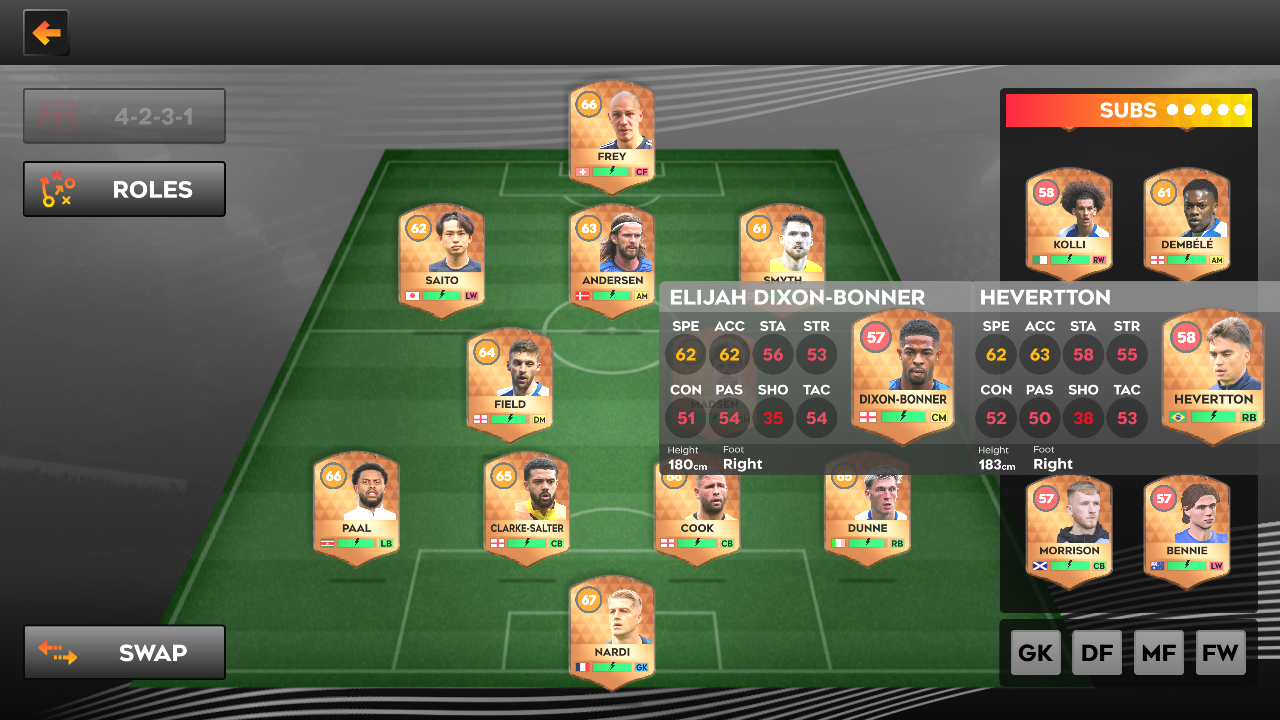 4-2-3-1
ROLES
66
FREY
CF
62
SAITO
LW
63
ANDERSEN
AM
61
SMYTH
64
FIELD
DM
MADSEN
66
PAAL
LB
65
CLARKE-SALTER
CB
66
COOK
CB
65
DUNNE
RB
67
NARDI
GK
SWAP
SUBS
58
KOLLI
RW
61
DEMBÉLÉ
AM
ELIJAH DIXON-BONNER
SPE ACC STA STR
62 62 56 53
CON PAS SHO TAC
51 54 35 54
Height Foot
180cm Right
57
DIXON-BONNER
CM
HEVERTTON
SPE ACC STA STR
62 63 58 55
CON PAS SHO TAC
52 50 38 53
Height Foot
183cm Right
58
HEVERTTON
RB
57
MORRISON
CB
57
BENNIE
LW
GK DF MF FW